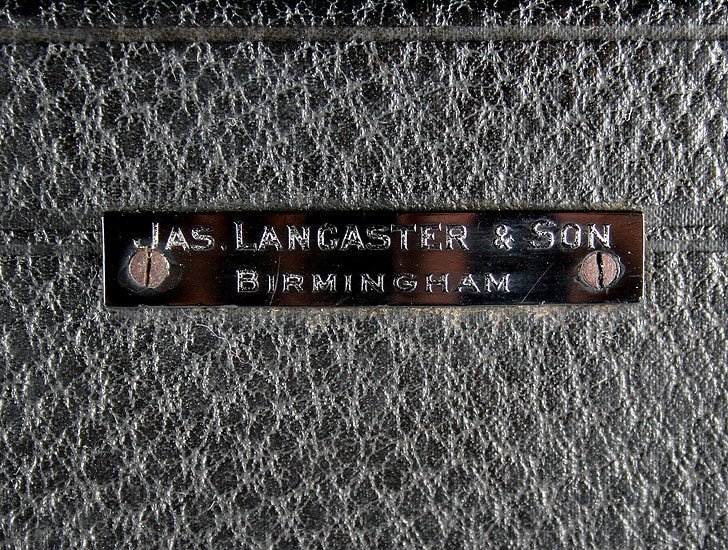 JAS. LANCASTER & SON
BIRMINGHAM